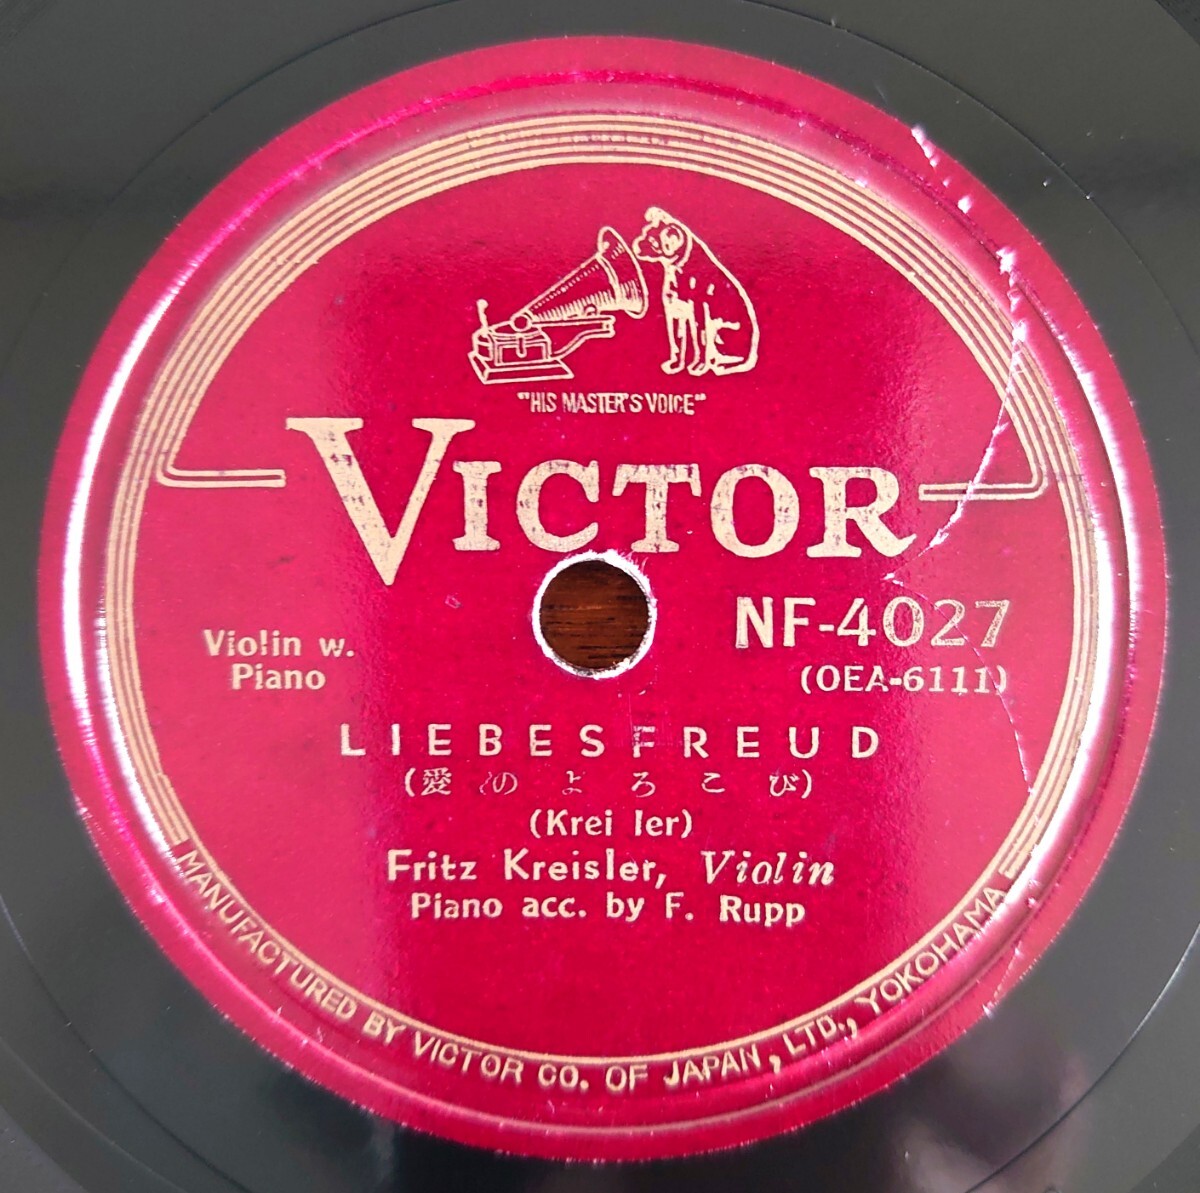 "HIS MASTER'S VOICE"
VICTOR
NF-4027
(OEA-6111)
Violin w.
Piano
LIEBESFREUD
(愛のよろこび)
(Krei ler)
Fritz Kreisler, Violin
Piano acc. by F. Rupp
MANUFACTURED BY VICTOR CO. OF JAPAN, LTD., YOKOHAMA